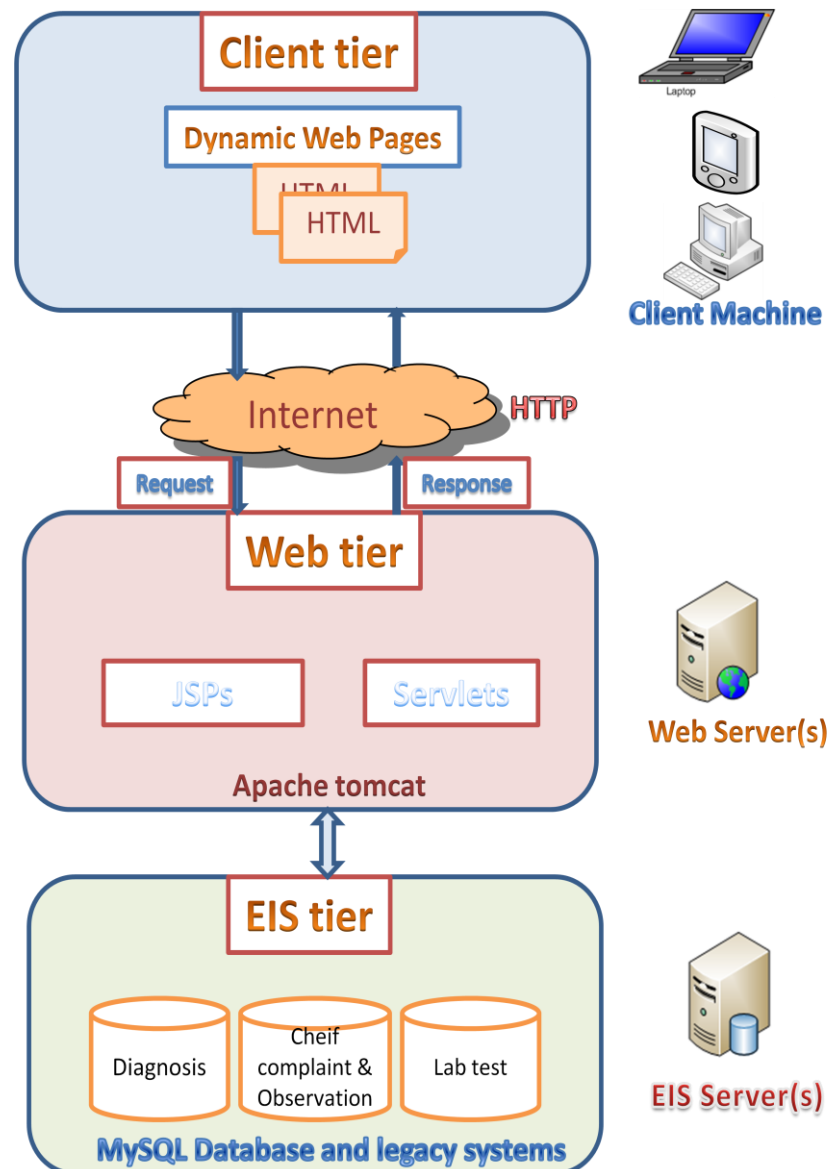 Client tier
Laptop
Dynamic Web Pages
HTML
HTML
Client Machine
Internet
HTTP
Request
Response
Web tier
JSPs
Servlets
Web Server(s)
Apache tomcat
EIS tier
Diagnosis
Cheif
complaint &
Observation
Lab test
EIS Server(s)
MySQL Database and legacy systems